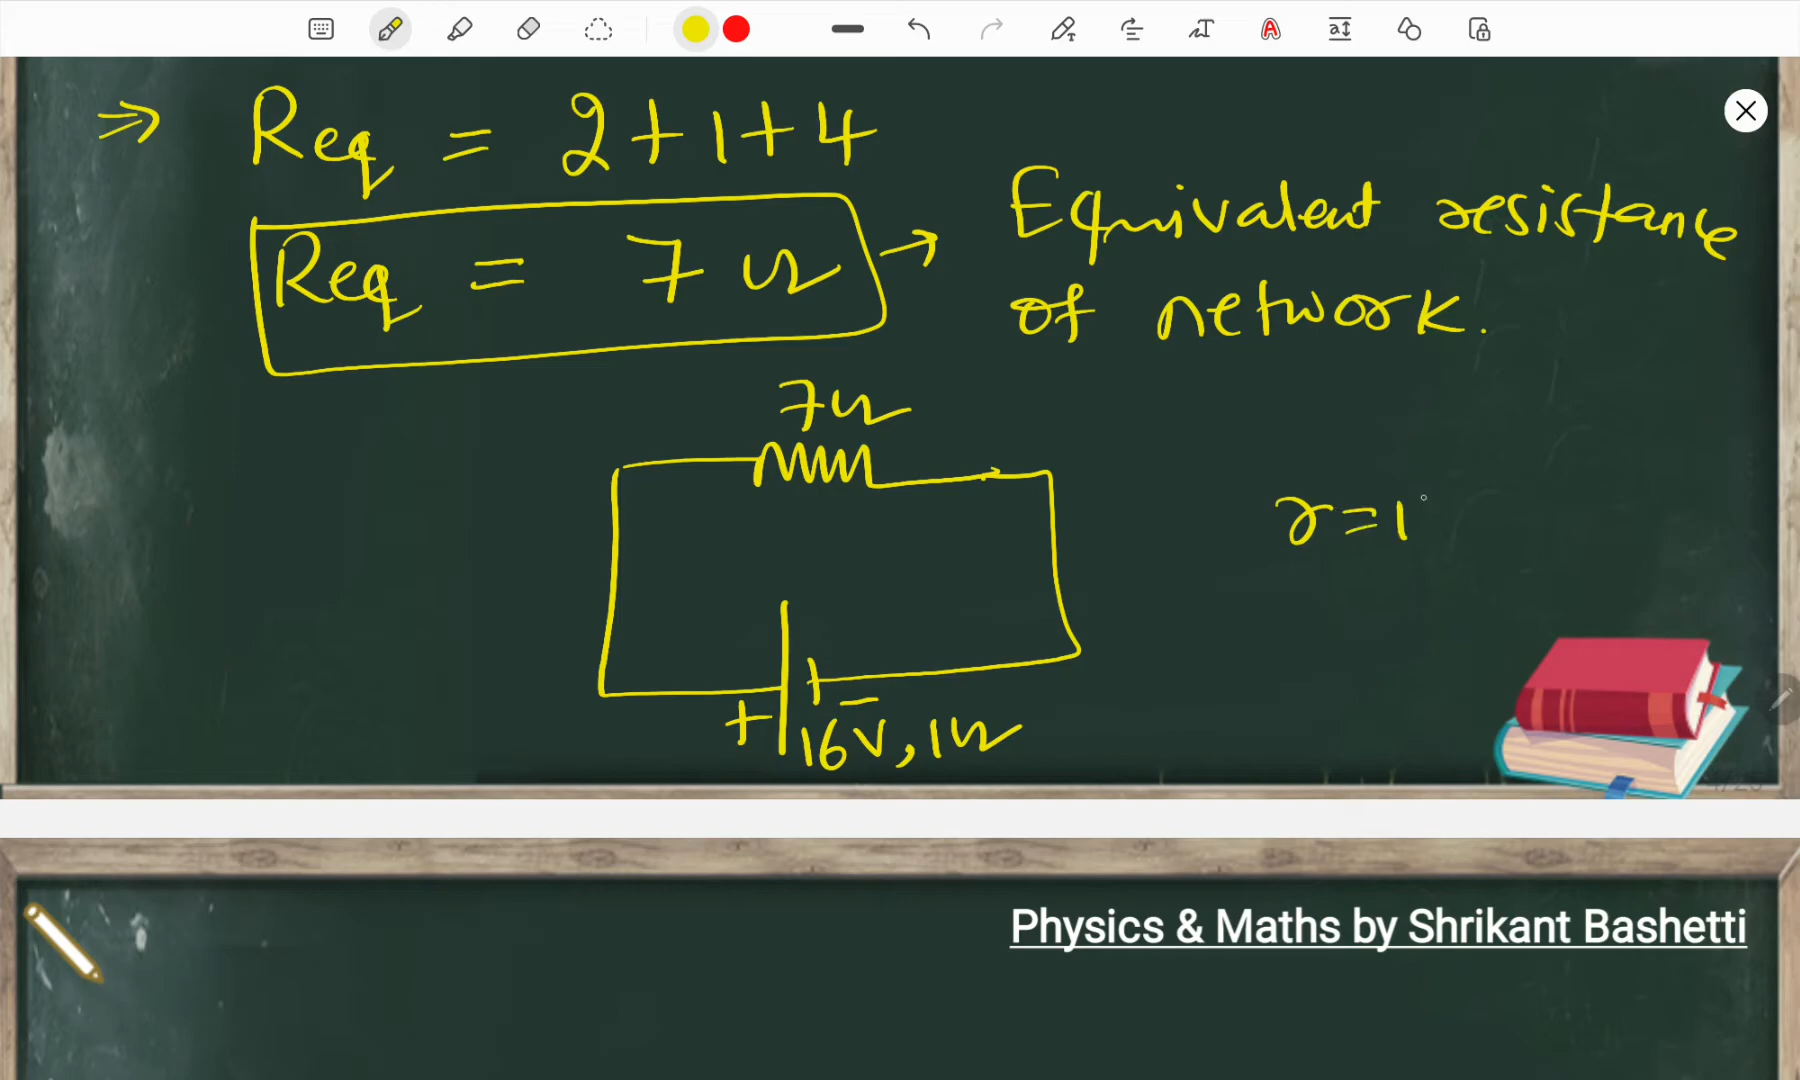 ⇒ Req = 2+1+4
Req = 7 Ω → Equivalent resistance
of network.
7Ω
r=1
+ −
16V, 1Ω
Physics & Maths by Shrikant Bashetti